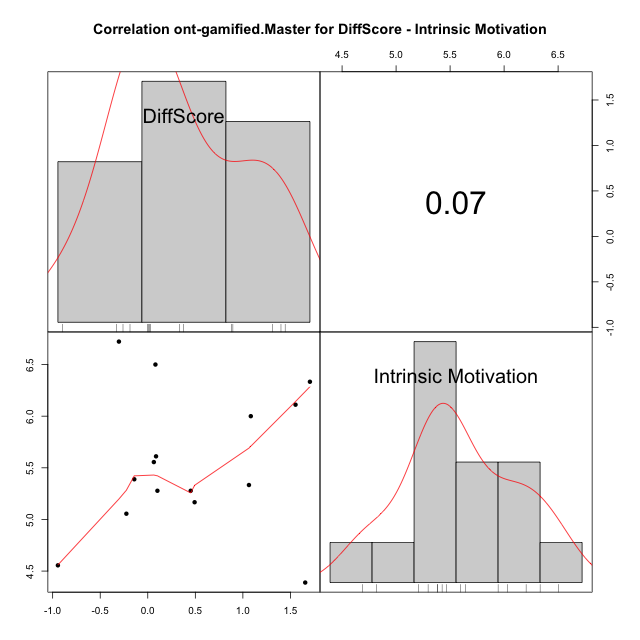 Correlation ont-gamified.Master for DiffScore - Intrinsic Motivation
4.5 5.0 5.5 6.0 6.5
DiffScore
0.07
1.5
1.0
0.5
0.0
-0.5
-1.0
Intrinsic Motivation
6.5
6.0
5.5
5.0
4.5
-1.0 -0.5 0.0 0.5 1.0 1.5